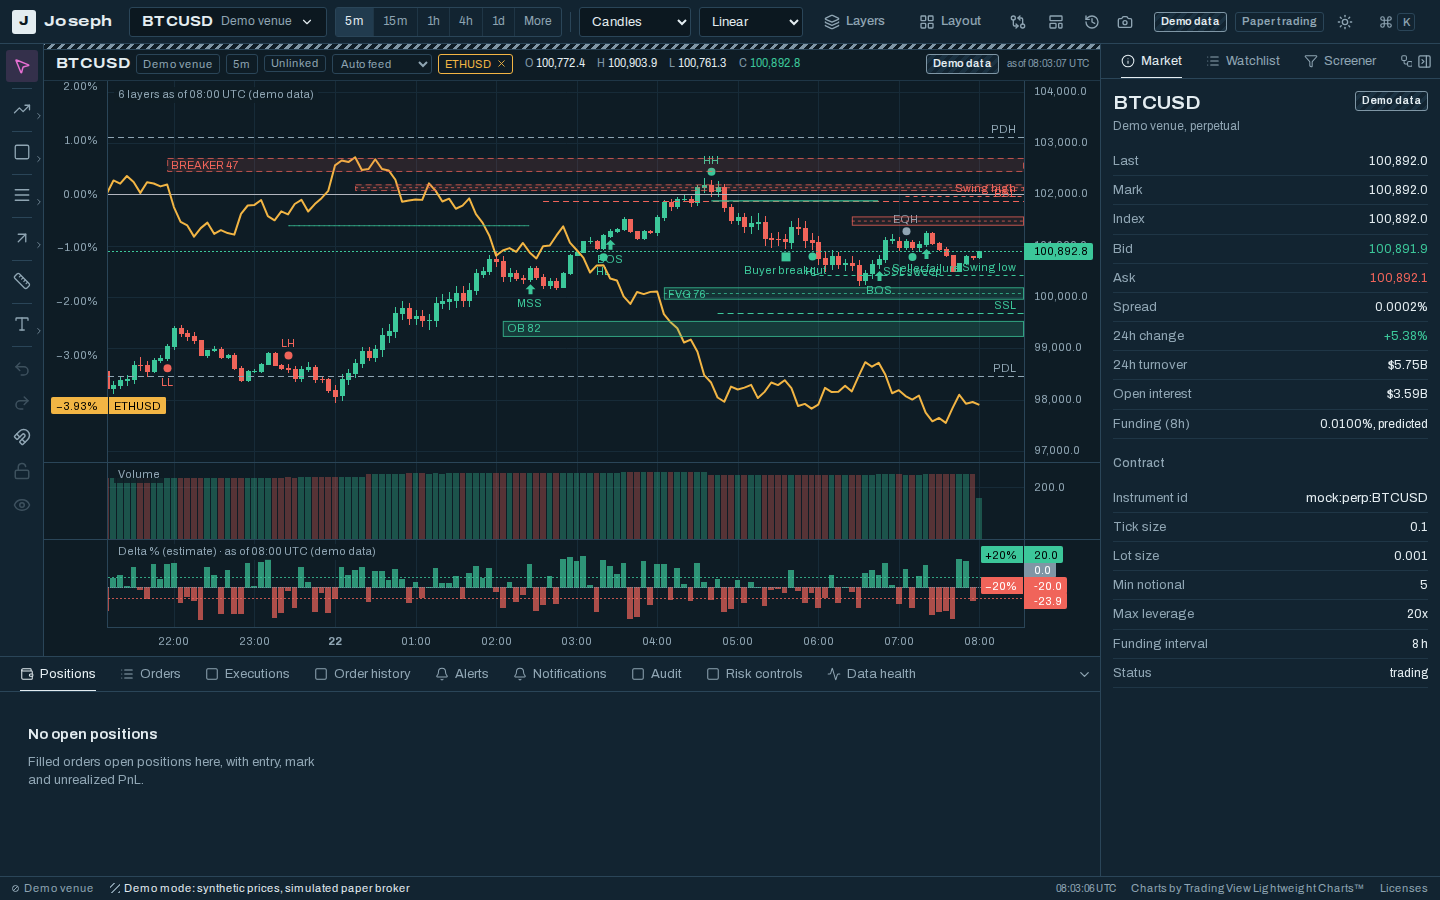 J Joseph BTCUSD Demo venue 5m 15m 1h 4h 1d More Candles Linear Layers Layout Demo data Paper trading ⌘ K
BTCUSD Demo venue 5m Unlinked Auto feed ETHUSD × O 100,772.4 H 100,903.9 L 100,761.3 C 100,892.8 Demo data as of 08:03:07 UTC
6 layers as of 08:00 UTC (demo data)
2.00%
1.00%
0.00%
−1.00%
−2.00%
−3.00%
−3.93% ETHUSD
104,000.0
103,000.0
102,000.0
100,892.8
100,000.0
99,000.0
98,000.0
97,000.0
PDH
BREAKER 47
HH
Swing high
EQH
BOS
HL
Buyer breakout
Swing low
BOS
MSS
FVG 76
SSL
OB 82
LH
LL
PDL
Volume
200.0
Delta % (estimate) · as of 08:00 UTC (demo data)
+20% 20.0
0.0
−20% -20.0
-23.9
22:00 23:00 22 01:00 02:00 03:00 04:00 05:00 06:00 07:00 08:00
Positions Orders Executions Order history Alerts Notifications Audit Risk controls Data health
No open positions
Filled orders open positions here, with entry, mark
and unrealized PnL.
Market Watchlist Screener
BTCUSD Demo data
Demo venue, perpetual
Last 100,892.0
Mark 100,892.0
Index 100,892.0
Bid 100,891.9
Ask 100,892.1
Spread 0.0002%
24h change +5.38%
24h turnover $5.75B
Open interest $3.59B
Funding (8h) 0.0100%, predicted
Contract
Instrument id mock:perp:BTCUSD
Tick size 0.1
Lot size 0.001
Min notional 5
Max leverage 20x
Funding interval 8 h
Status trading
Demo venue Demo mode: synthetic prices, simulated paper broker 08:03:06 UTC Charts by TradingView Lightweight Charts™ Licenses